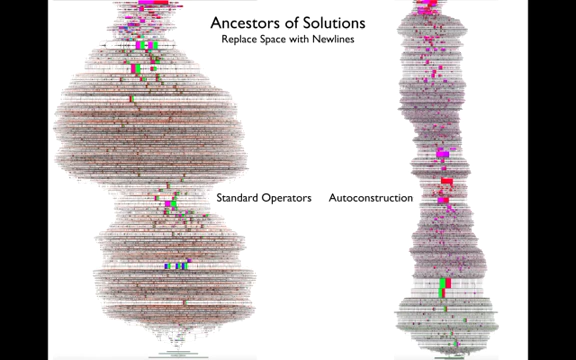 Ancestors of Solutions
Replace Space with Newlines
Standard Operators
Autoconstruction